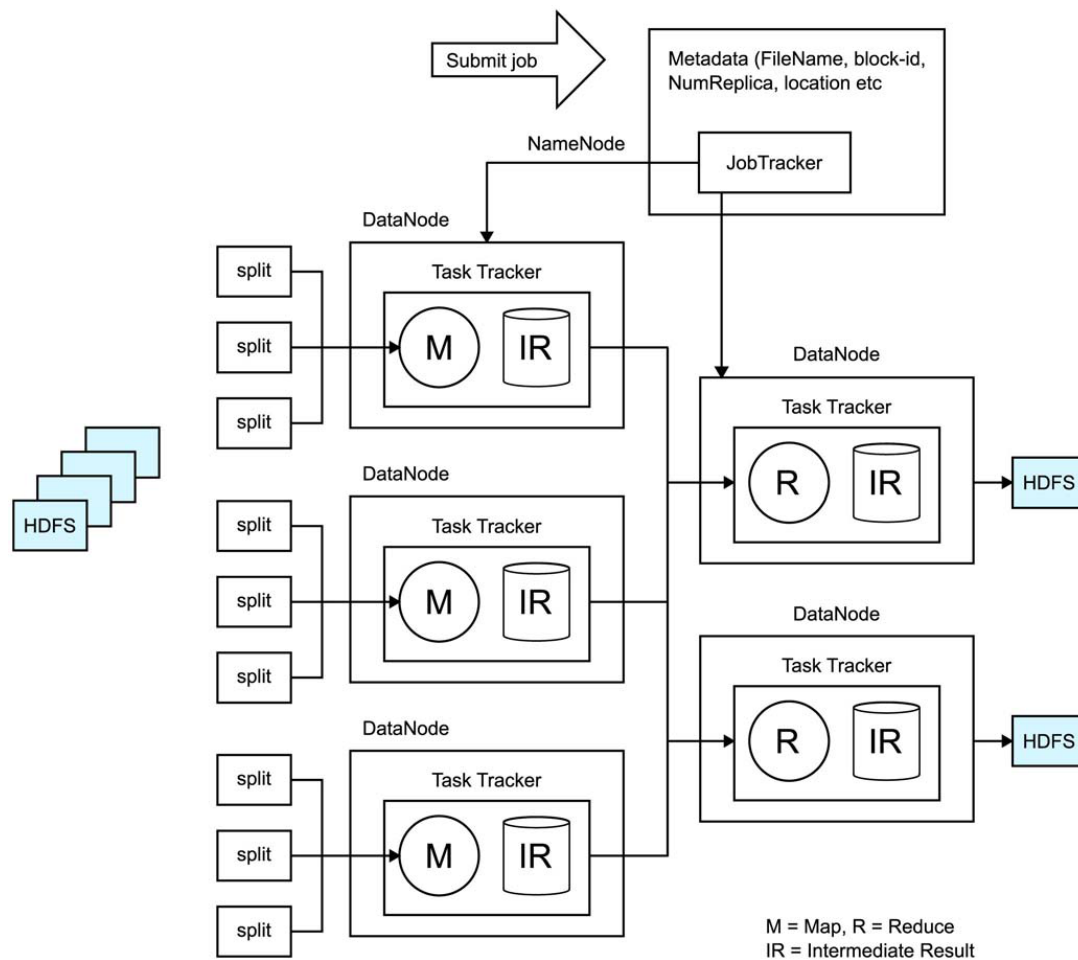 Submit job
Metadata (FileName, block-id,
NumReplica, location etc
NameNode
JobTracker
DataNode
Task Tracker
split
split
split
M
IR
DataNode
Task Tracker
R
IR
HDFS
HDFS
DataNode
Task Tracker
split
split
split
M
IR
DataNode
Task Tracker
R
IR
HDFS
DataNode
Task Tracker
split
split
split
M
IR
M = Map, R = Reduce
IR = Intermediate Result